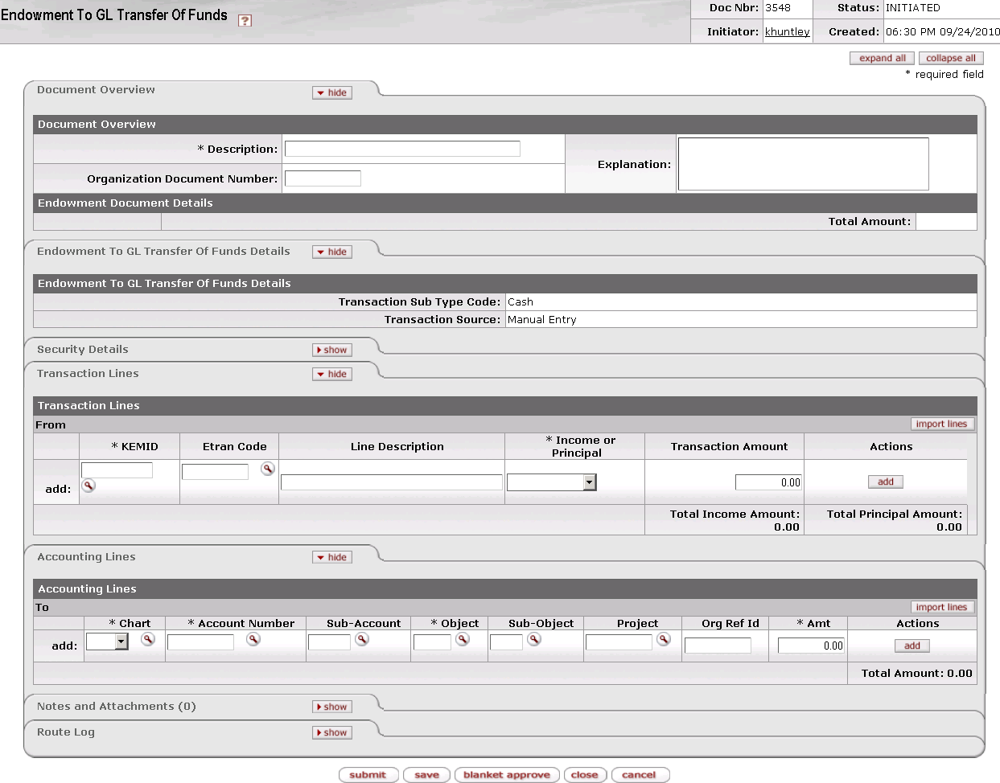 Endowment To GL Transfer Of Funds ?
Doc Nbr: 3548 Status: INITIATED
Initiator: khuntley Created: 06:30 PM 09/24/2010
expand all collapse all
* required field
Document Overview hide
Document Overview
* Description:
Explanation:
Organization Document Number:
Endowment Document Details
Total Amount:
Endowment To GL Transfer Of Funds Details hide
Endowment To GL Transfer Of Funds Details
Transaction Sub Type Code: Cash
Transaction Source: Manual Entry
Security Details show
Transaction Lines hide
Transaction Lines
From import lines
* KEMID Etran Code Line Description * Income or Principal Transaction Amount Actions
add: 0.00 add
Total Income Amount: 0.00 Total Principal Amount: 0.00
Accounting Lines hide
Accounting Lines
To import lines
* Chart * Account Number Sub-Account * Object Sub-Object Project Org Ref Id * Amt Actions
add: 0.00 add
Total Amount: 0.00
Notes and Attachments (0) show
Route Log show
submit save blanket approve close cancel